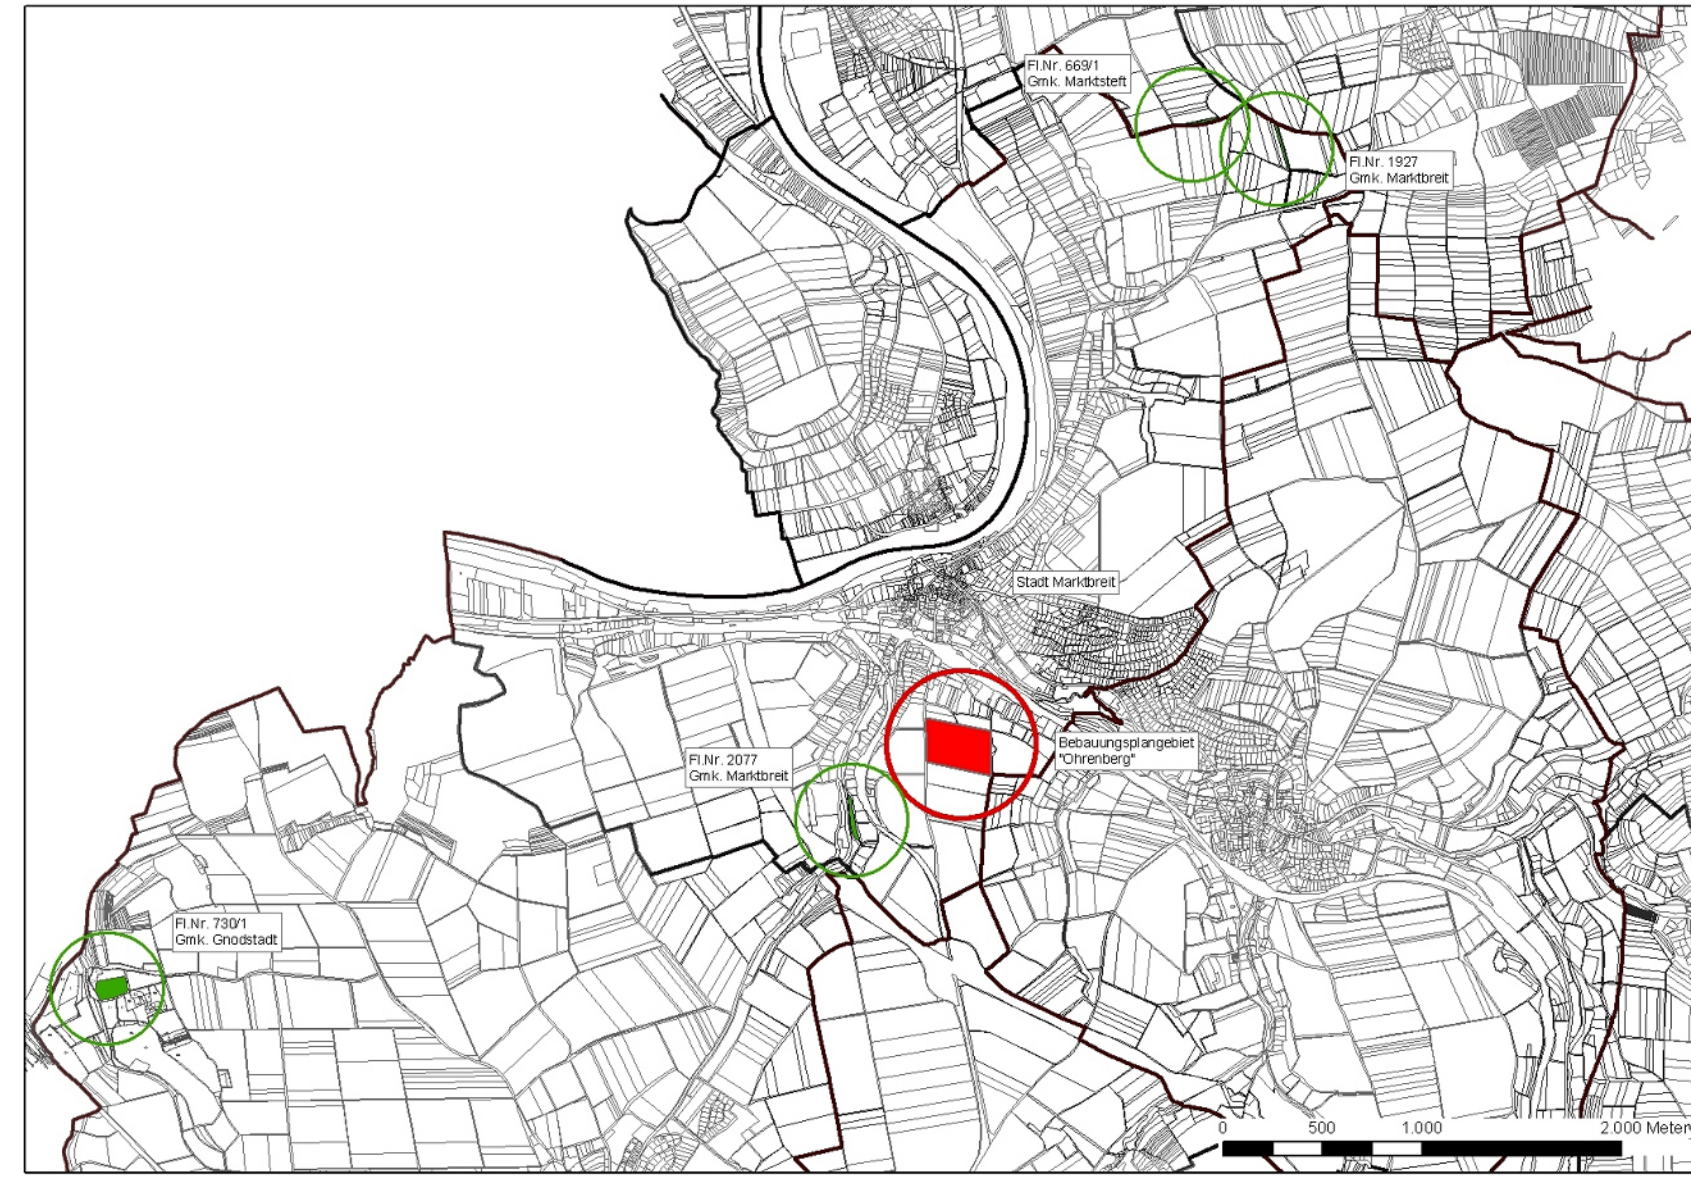 Fl.Nr. 669/1
Gmk. Marktsteft
Fl.Nr. 1927
Gmk. Marktbreit
Stadt Marktbreit
Bebauungsplangebiet
"Ohrenberg"
Fl.Nr. 2077
Gmk. Marktbreit
Fl.Nr. 730/1
Gmk. Gnodstadt
0 500 1.000 2.000 Meter